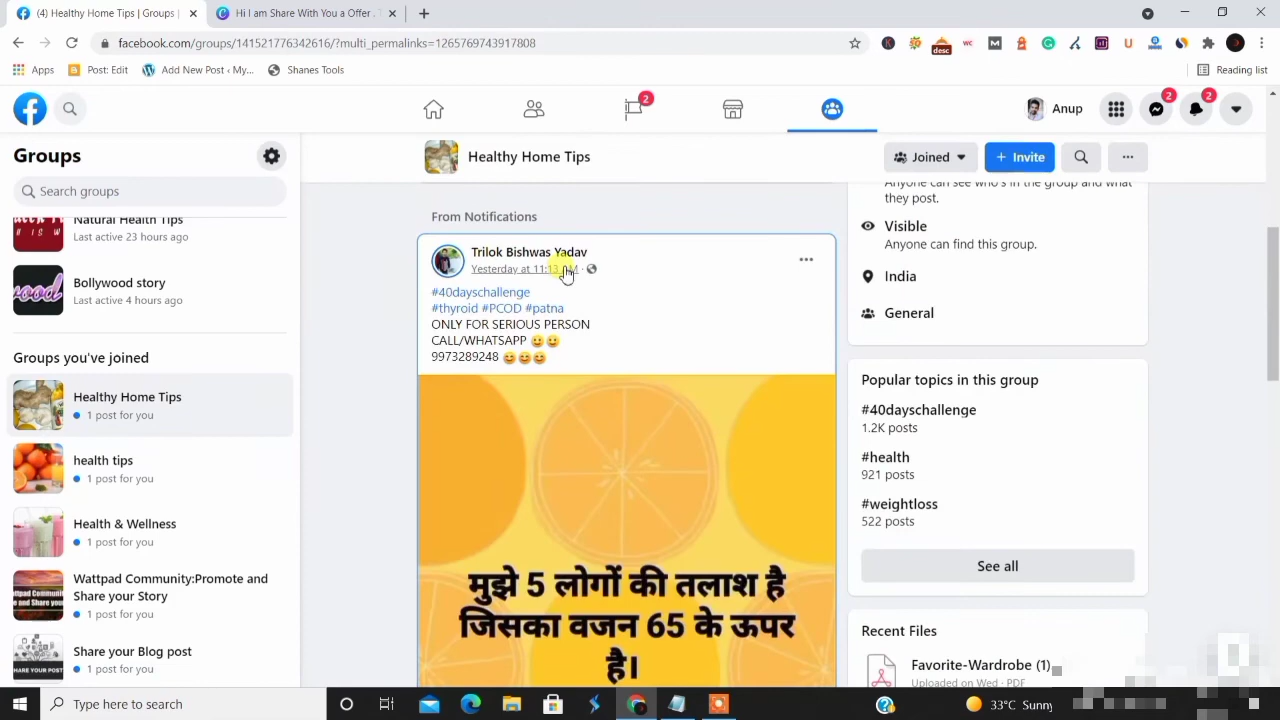 (4) Healthy Home Tips | Groups |
Hi I am Share With You a Offer . T
facebook.com/groups/141521776342616/?multi_permalinks=1265769743917808
Apps
Post: Edit
Add New Post ‹ My...
Shanes Tools
Reading list
2
Anup
2
2
Groups
Search groups
Natural Health Tips
Last active 23 hours ago
Bollywood story
Last active 4 hours ago
Groups you've joined
Healthy Home Tips
1 post for you
health tips
1 post for you
Health & Wellness
1 post for you
Wattpad Community:Promote and
Share your Story
1 post for you
Share your Blog post
1 post for you
Healthy Home Tips
Joined
+ Invite
From Notifications
Trilok Bishwas Yadav
Yesterday at 11:13
#40dayschallenge
#thyroid #PCOD #patna
ONLY FOR SERIOUS PERSON
CALL/WHATSAPP 😀😀
9973289248 😄😄😄
मुझे 5 लोगों की तलाश है
जिसका वजन 65 के ऊपर
है।
Anyone can see who's in the group and what
they post.
Visible
Anyone can find this group.
India
General
Popular topics in this group
#40dayschallenge
1.2K posts
#health
921 posts
#weightloss
522 posts
See all
Recent Files
Favorite-Wardrobe (1)
Uploaded on Wed · PDF
Type here to search
33°C Sunny